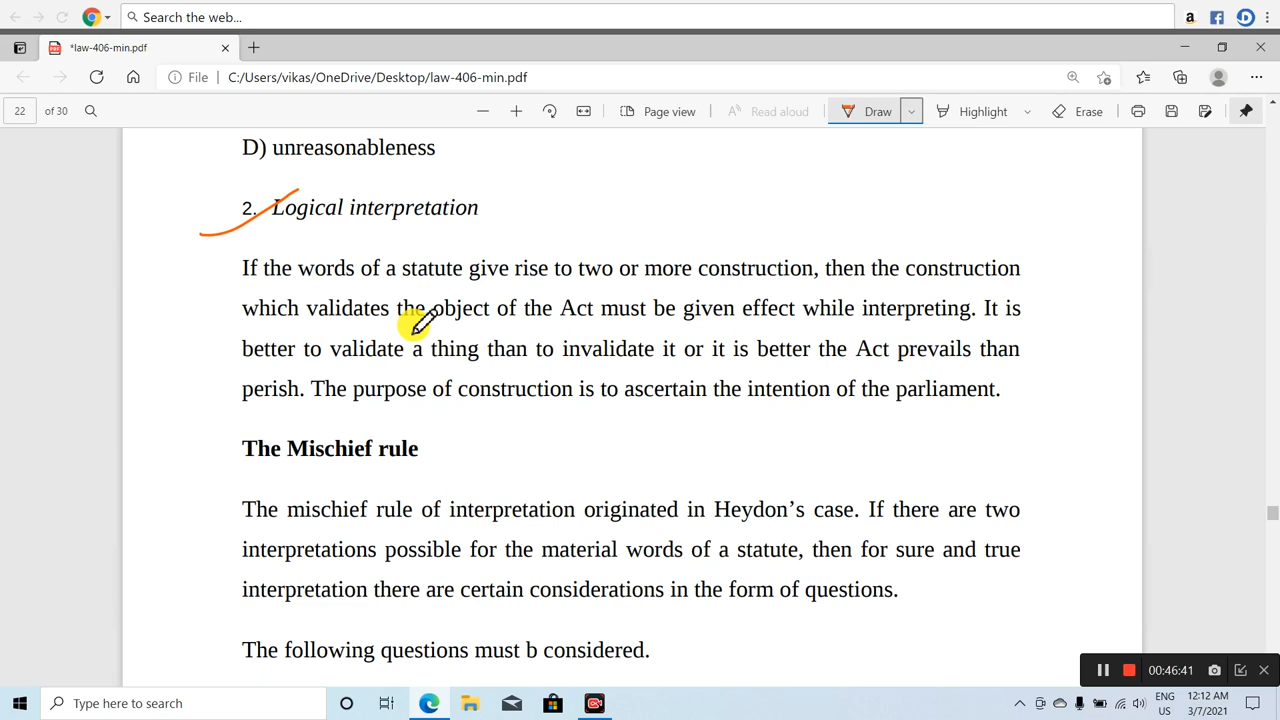 Search the web...
*law-406-min.pdf
File C:/Users/vikas/OneDrive/Desktop/law-406-min.pdf
22 of 30 Page view Read aloud Draw Highlight Erase
D) unreasonableness
2. Logical interpretation
If the words of a statute give rise to two or more construction, then the construction
which validates the object of the Act must be given effect while interpreting. It is
better to validate a thing than to invalidate it or it is better the Act prevails than
perish. The purpose of construction is to ascertain the intention of the parliament.
The Mischief rule
The mischief rule of interpretation originated in Heydon’s case. If there are two
interpretations possible for the material words of a statute, then for sure and true
interpretation there are certain considerations in the form of questions.
The following questions must b considered.
00:46:41
Type here to search
ENG 12:12 AM
US 3/7/2021